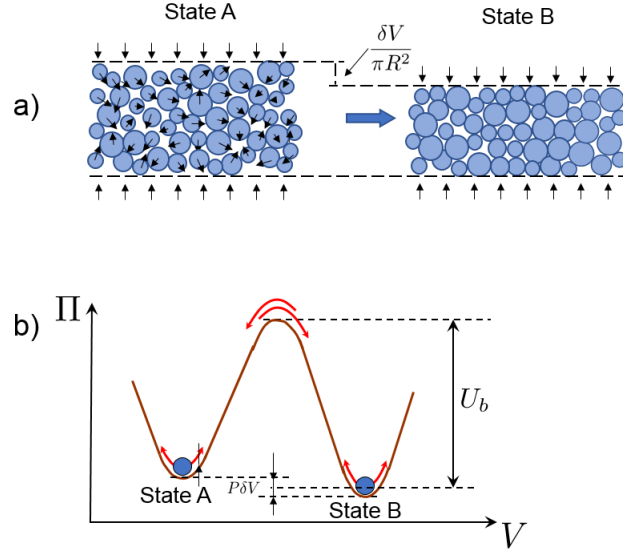 State A
State B
δV
πR²
a)
b)
Π
U_b
State A
PδV
State B
V